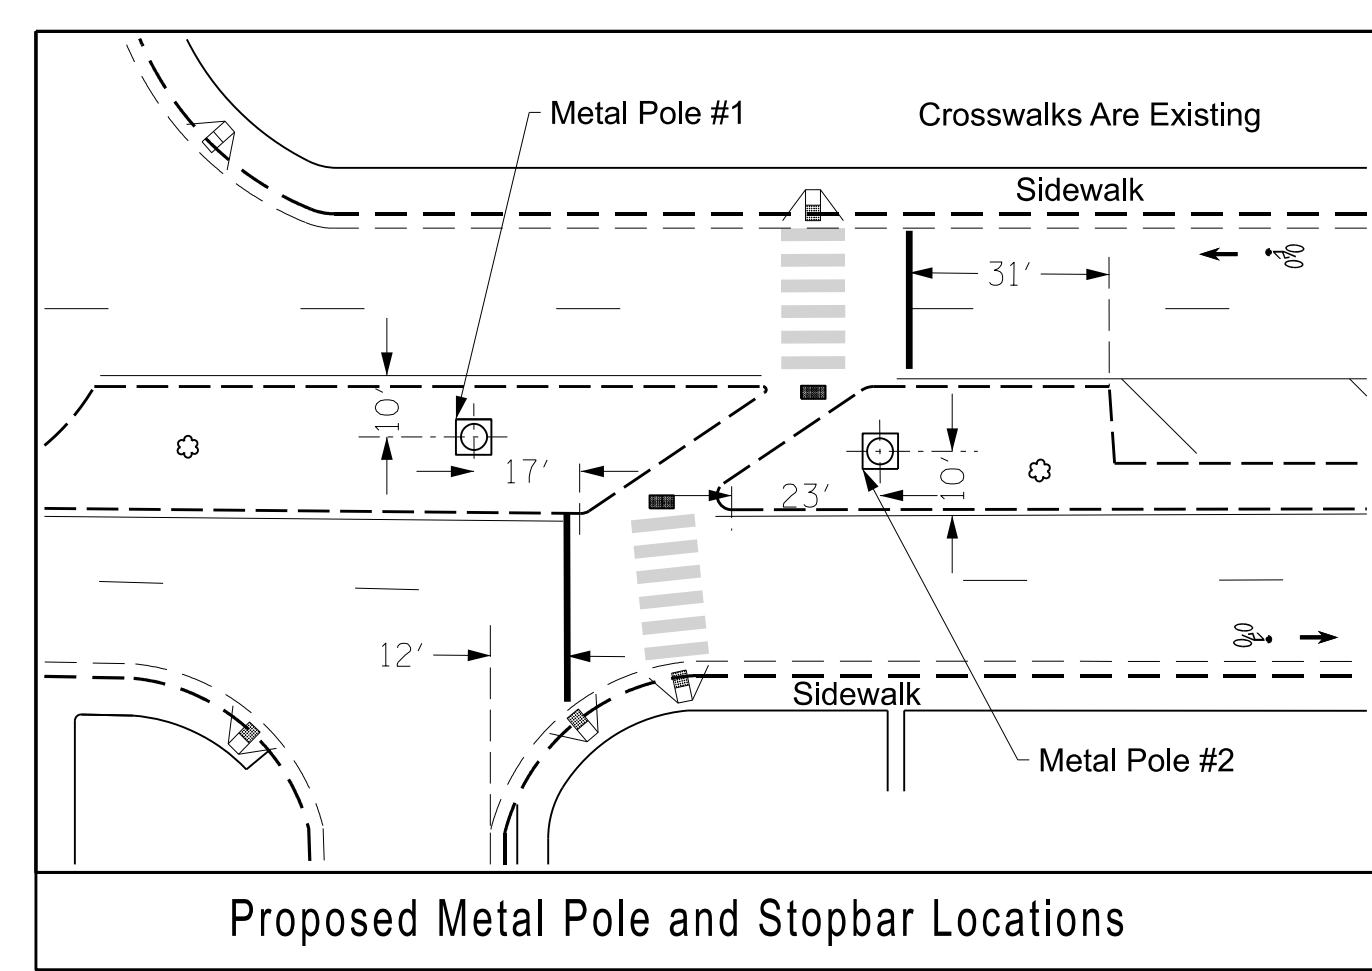 Metal Pole #1
Crosswalks Are Existing
Sidewalk
31'
10'
17'
23'
10'
12'
Sidewalk
Metal Pole #2
Proposed Metal Pole and Stopbar Locations